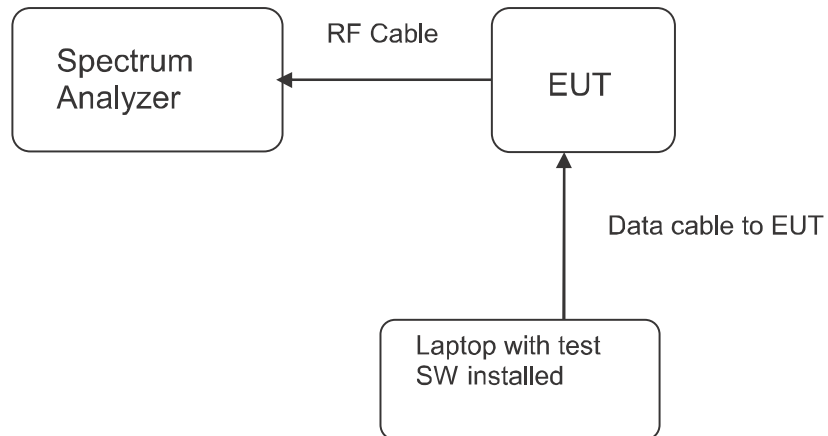 RF Cable
Spectrum
Analyzer
EUT
Data cable to EUT
Laptop with test
SW installed